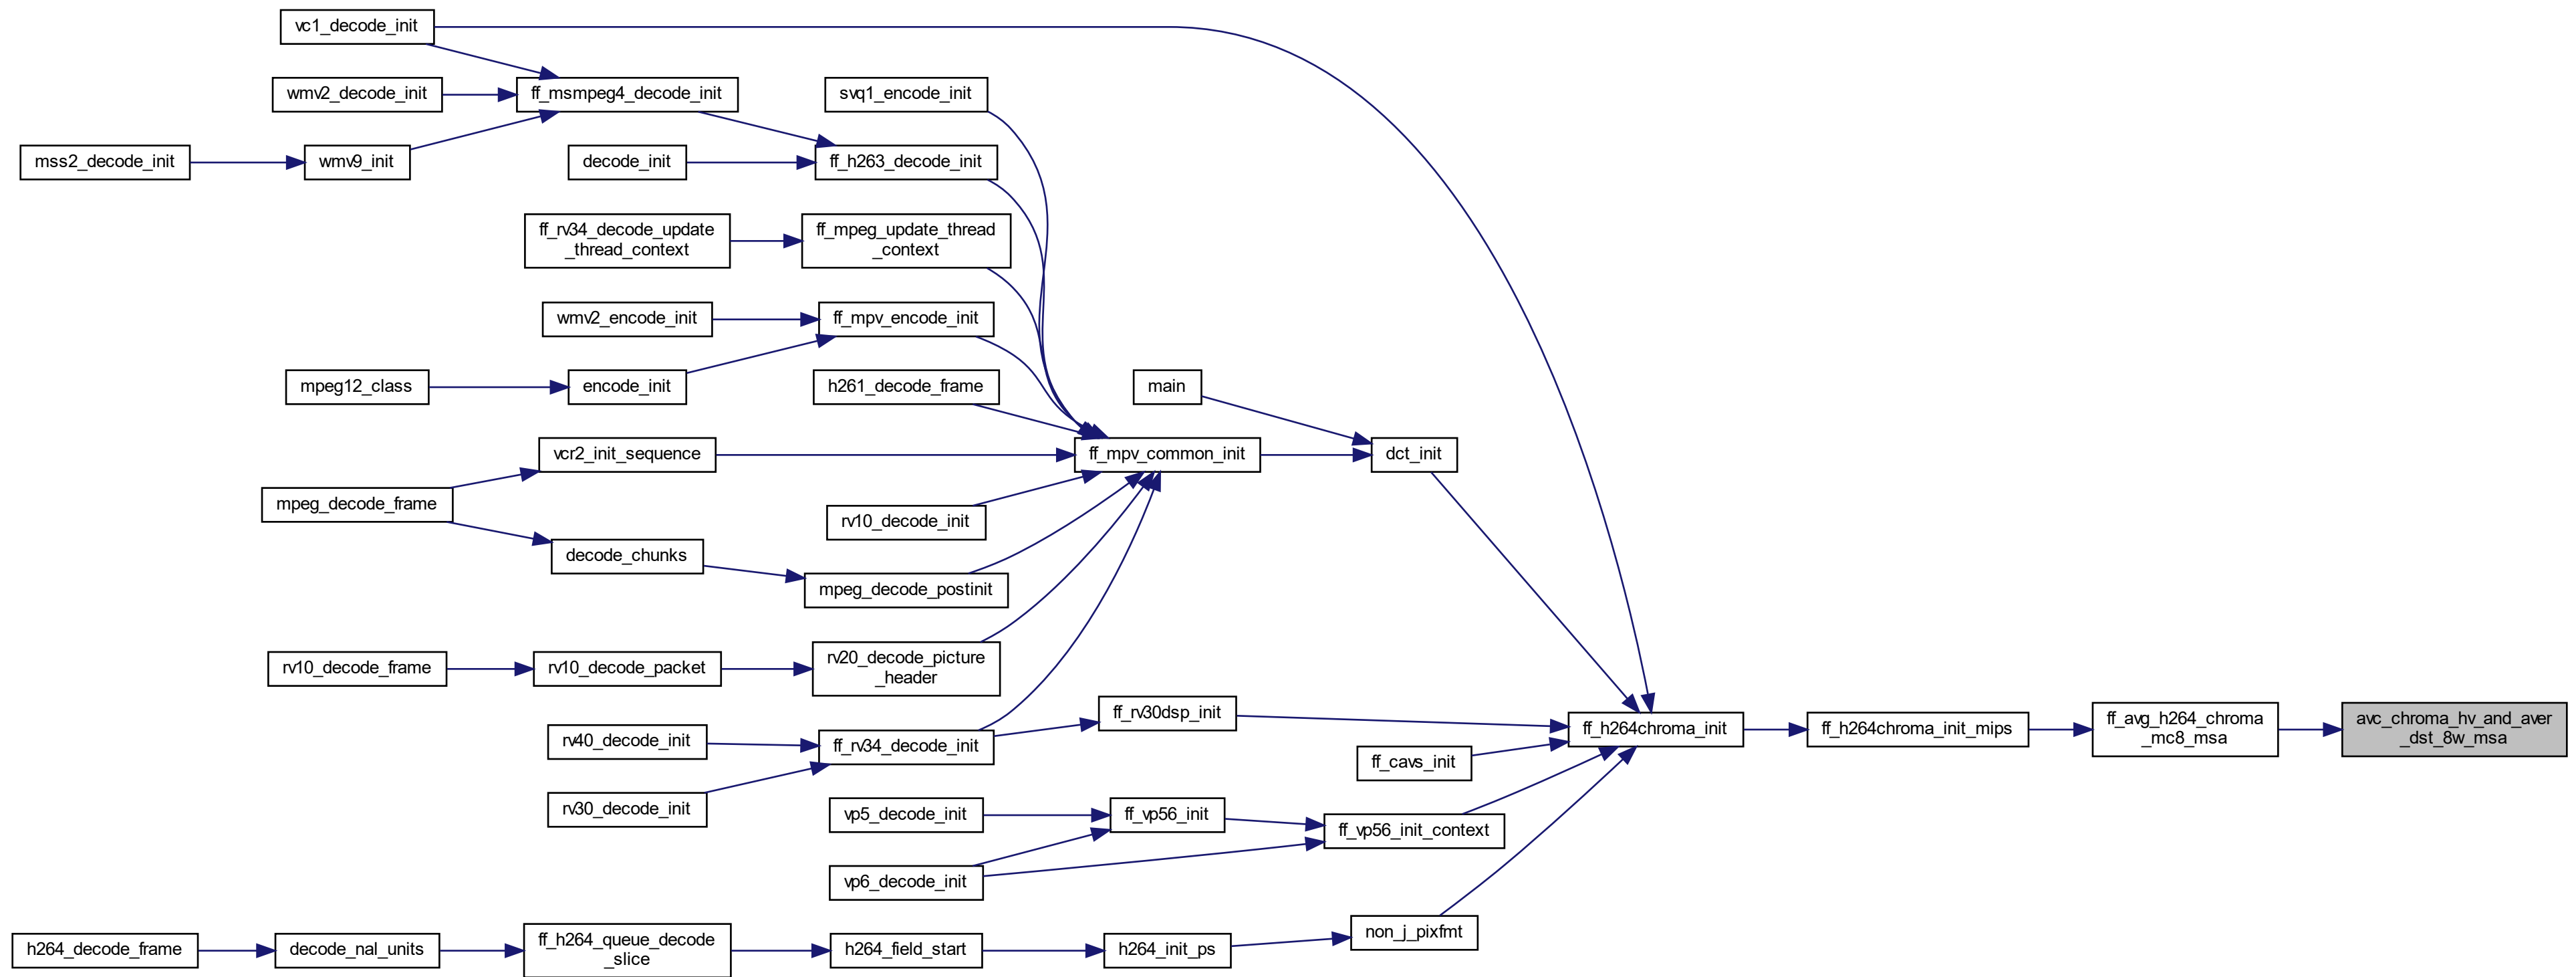 vc1_decode_init
wmv2_decode_init
ff_msmpeg4_decode_init
svq1_encode_init
mss2_decode_init
wmv9_init
decode_init
ff_h263_decode_init
ff_rv34_decode_update
_thread_context
ff_mpeg_update_thread
_context
wmv2_encode_init
ff_mpv_encode_init
mpeg12_class
encode_init
h261_decode_frame
main
vcr2_init_sequence
ff_mpv_common_init
dct_init
mpeg_decode_frame
rv10_decode_init
decode_chunks
mpeg_decode_postinit
rv10_decode_frame
rv10_decode_packet
rv20_decode_picture
_header
ff_rv30dsp_init
rv40_decode_init
ff_rv34_decode_init
ff_cavs_init
ff_h264chroma_init
ff_h264chroma_init_mips
ff_avg_h264_chroma
_mc8_msa
avc_chroma_hv_and_aver
_dst_8w_msa
rv30_decode_init
vp5_decode_init
ff_vp56_init
ff_vp56_init_context
vp6_decode_init
non_j_pixfmt
h264_decode_frame
decode_nal_units
ff_h264_queue_decode
_slice
h264_field_start
h264_init_ps